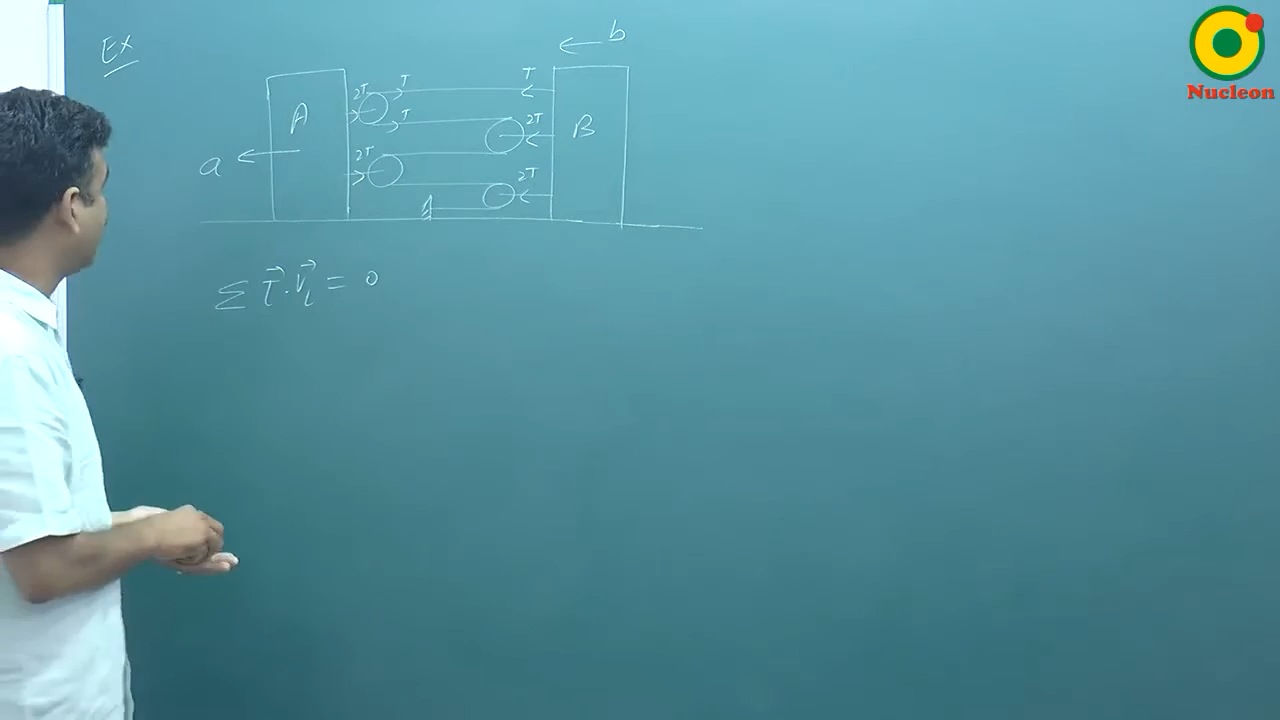 Ex
b
Nucleon
2T T T
A T 2T B
a 2T 2T
Σ T⃗·V⃗ᵢ = 0